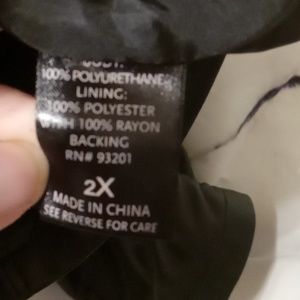 BODY:
100% POLYURETHANE
LINING:
100% POLYESTER
WITH 100% RAYON
BACKING
RN# 93201
2X
MADE IN CHINA
SEE REVERSE FOR CARE